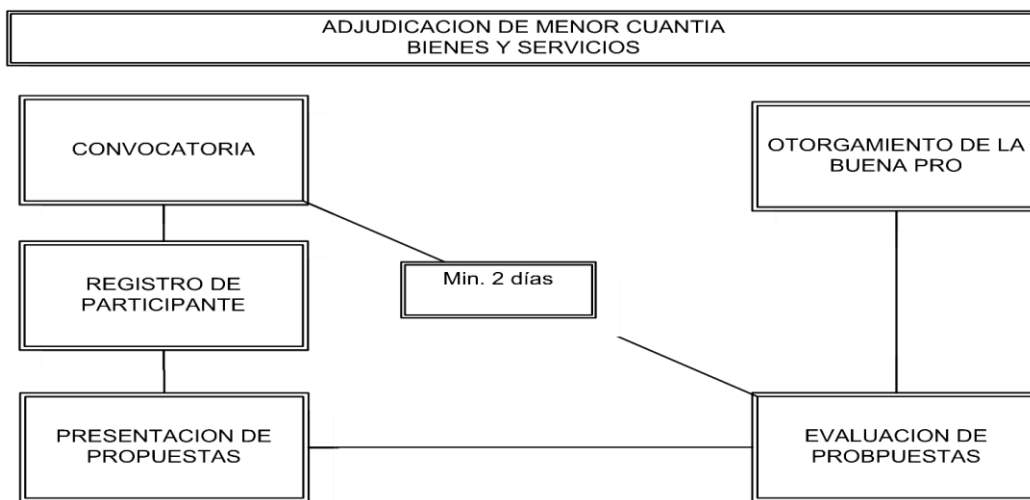 ADJUDICACION DE MENOR CUANTIA
BIENES Y SERVICIOS
CONVOCATORIA
OTORGAMIENTO DE LA
BUENA PRO
REGISTRO DE
PARTICIPANTE
Min. 2 días
PRESENTACION DE
PROPUESTAS
EVALUACION DE
PROBPUESTAS